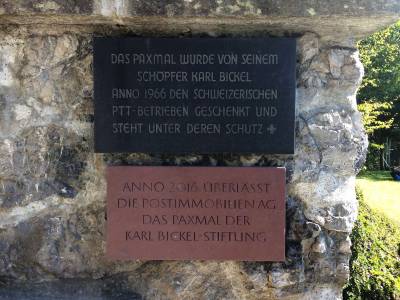 DAS PAXMAL WURDE VON SEINEM
SCHÖPFER KARL BICKEL
ANNO 1966 DEN SCHWEIZERISCHEN
PTT-BETRIEBEN GESCHENKT UND
STEHT UNTER DEREN SCHUTZ
ANNO 2016 ÜBERLÄSST
DIE POSTIMMOBILIEN AG
DAS PAXMAL DER
KARL BICKEL-STIFTUNG